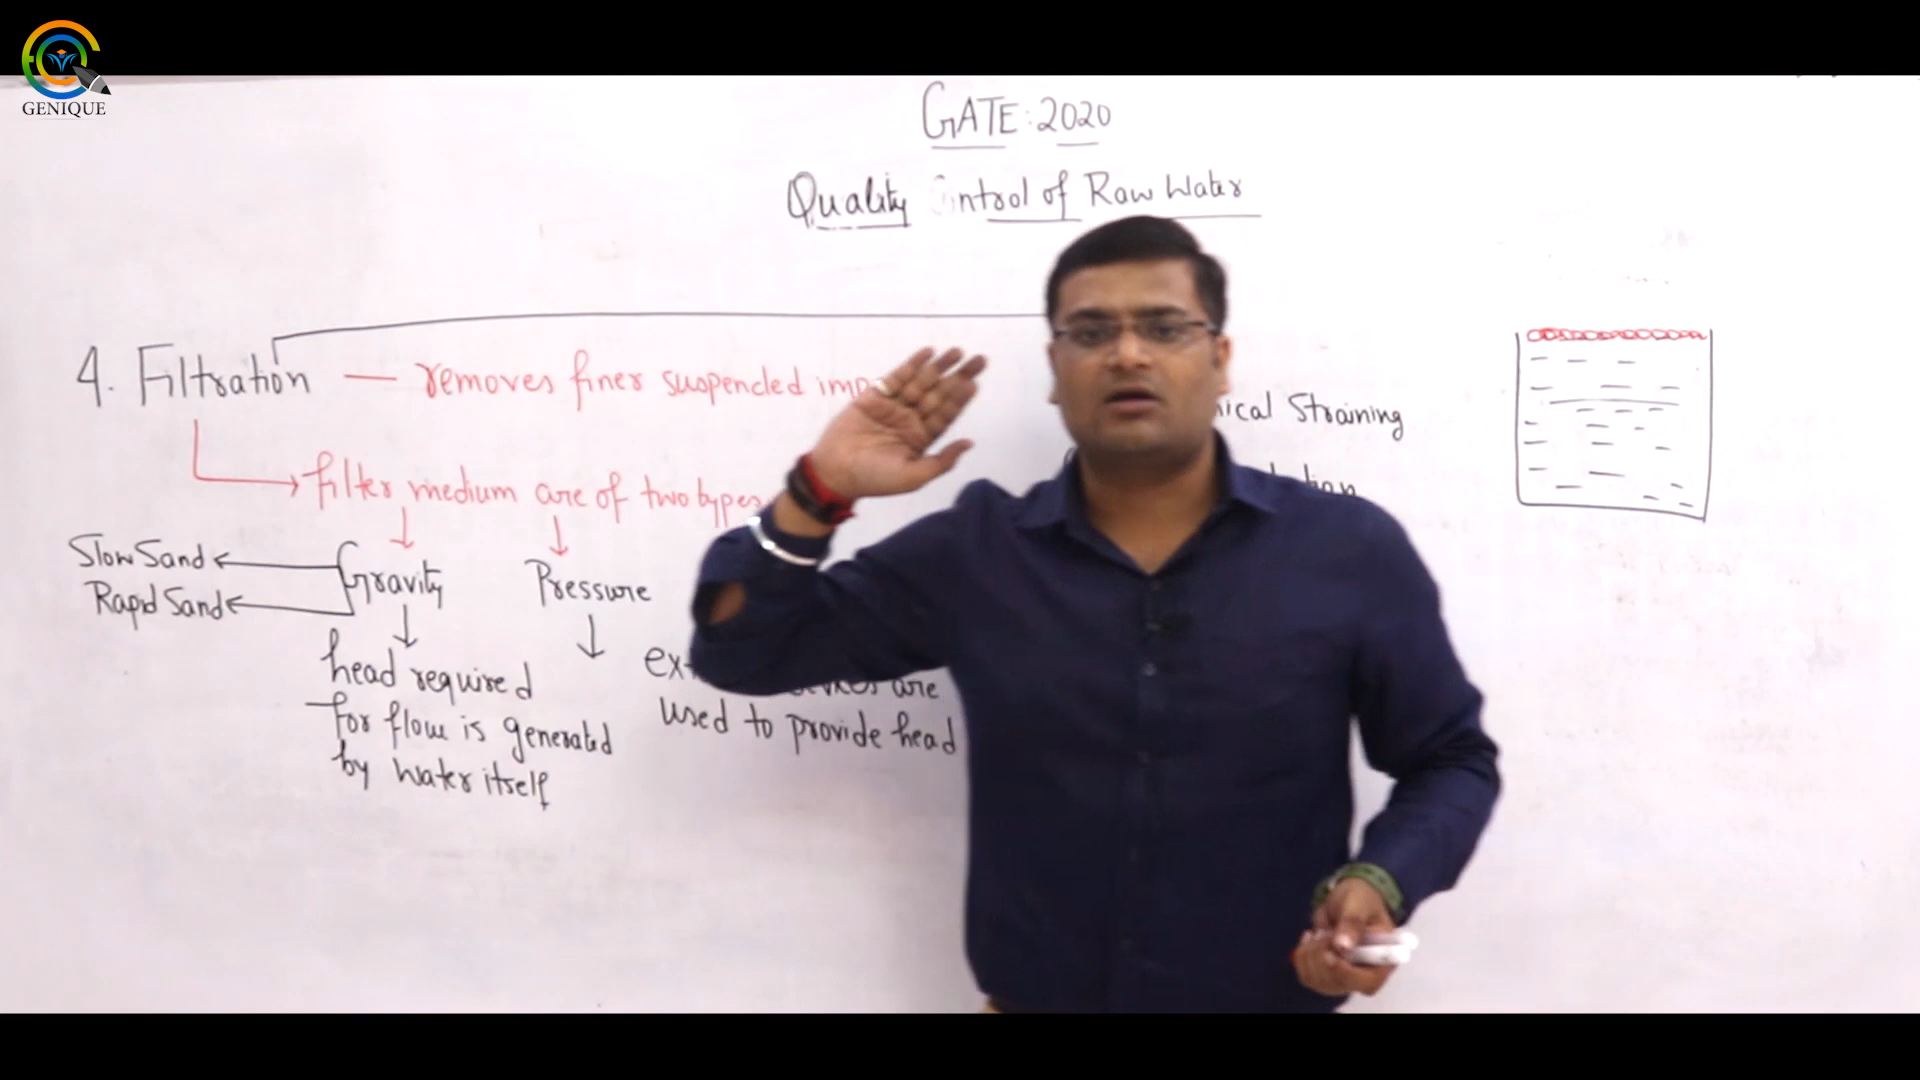 GENIQUE
GATE: 2020
Quality Control of Raw Water
4. Filtration — removes finer suspended imp
ical Straining
filter medium are of two types
tion
Slow Sand
Gravity
Pressure
Rapid Sand
head required
for flow is generated
by water itself
ex
are
used to provide head